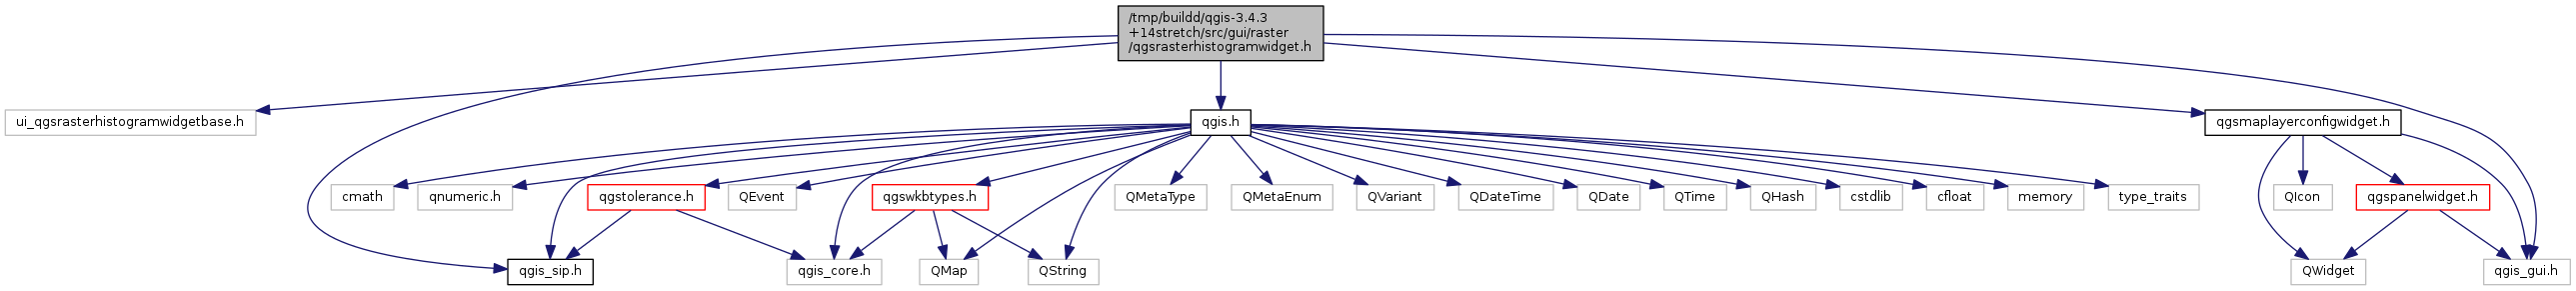 /tmp/buildd/qgis-3.4.3
+14stretch/src/gui/raster
/qgsrasterhistogramwidget.h
ui_qgsrasterhistogramwidgetbase.h
qgis.h
qgsmaplayerconfigwidget.h
cmath
qnumeric.h
qgstolerance.h
QEvent
qgswkbtypes.h
QMetaType
QMetaEnum
QVariant
QDateTime
QDate
QTime
QHash
cstdlib
cfloat
memory
type_traits
QIcon
qgspanelwidget.h
qgis_sip.h
qgis_core.h
QMap
QString
QWidget
qgis_gui.h